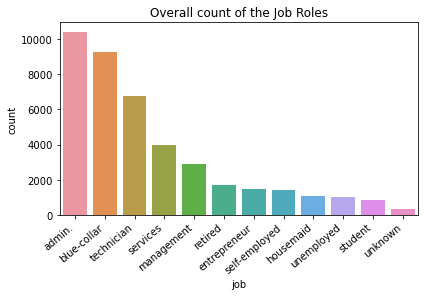 Overall count of the Job Roles
count
10000
8000
6000
4000
2000
0
admin.
blue-collar
technician
services
management
retired
entrepreneur
self-employed
housemaid
unemployed
student
unknown
job